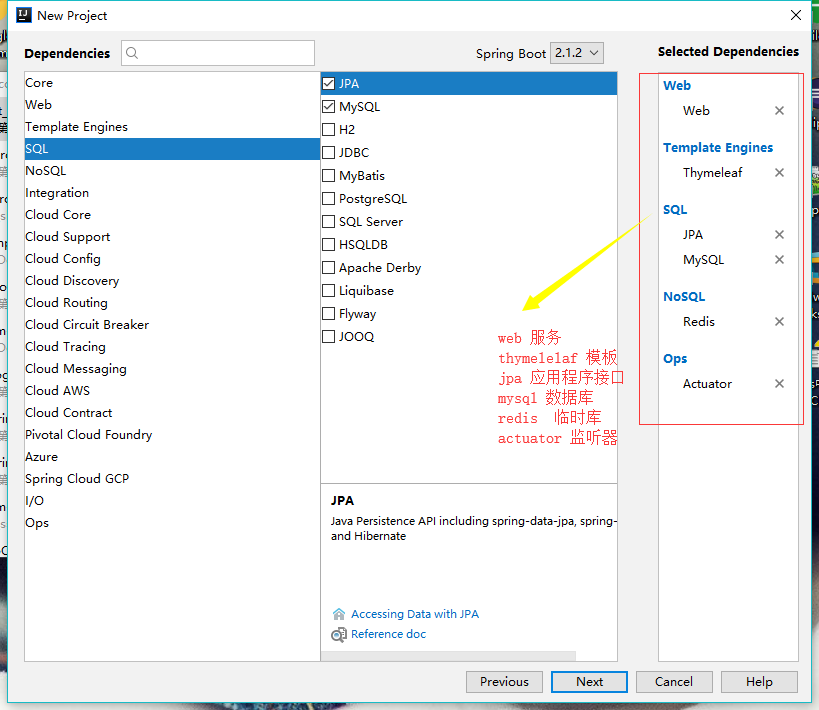 New Project
Dependencies
Spring Boot 2.1.2
Selected Dependencies
Core
Web
Template Engines
SQL
NoSQL
Integration
Cloud Core
Cloud Support
Cloud Config
Cloud Discovery
Cloud Routing
Cloud Circuit Breaker
Cloud Tracing
Cloud Messaging
Cloud AWS
Cloud Contract
Pivotal Cloud Foundry
Azure
Spring Cloud GCP
I/O
Ops
JPA
MySQL
H2
JDBC
MyBatis
PostgreSQL
SQL Server
HSQLDB
Apache Derby
Liquibase
Flyway
JOOQ
web 服务
thymelelaf 模板
jpa 应用程序接口
mysql 数据库
redis 临时库
actuator 监听器
JPA
Java Persistence API including spring-data-jpa, spring-
and Hibernate
Accessing Data with JPA
Reference doc
Web
Web
Template Engines
Thymeleaf
SQL
JPA
MySQL
NoSQL
Redis
Ops
Actuator
Previous
Next
Cancel
Help